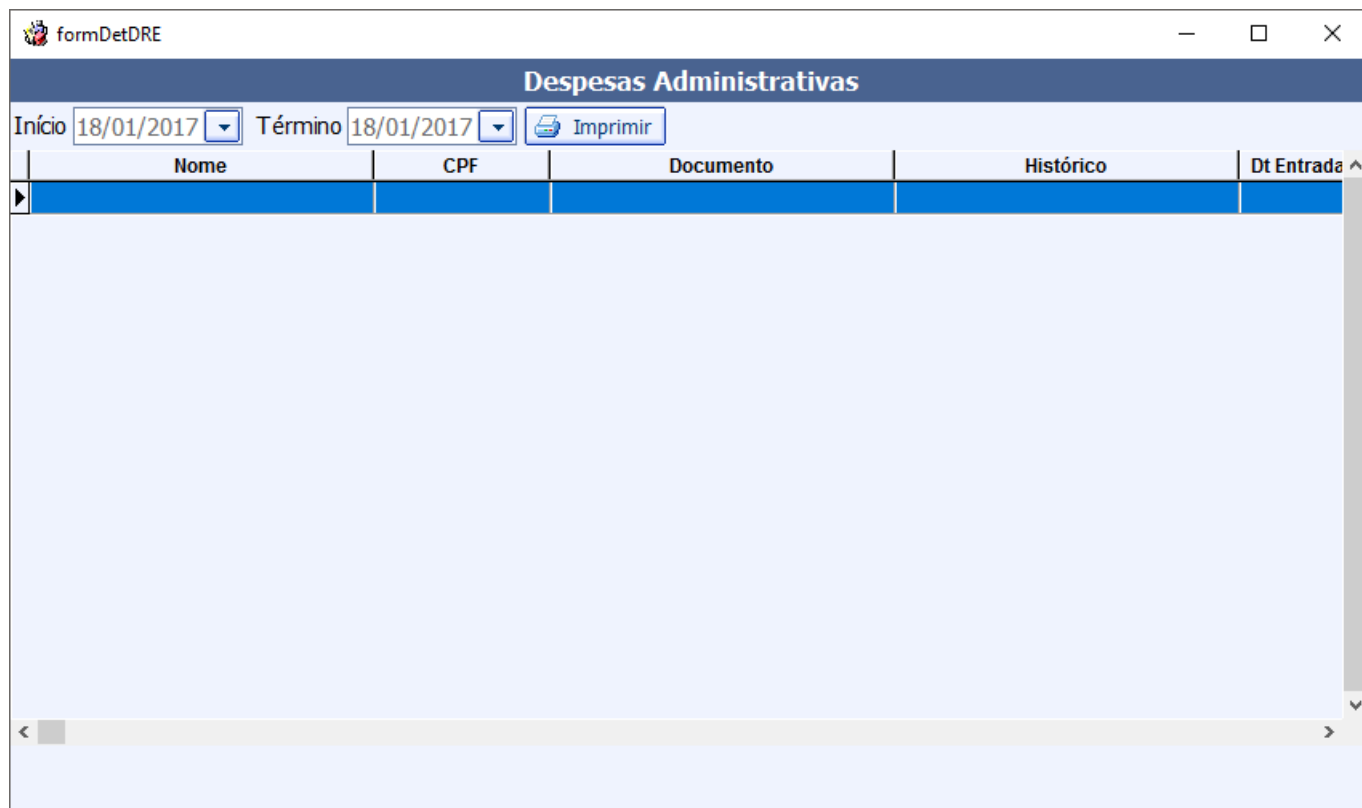 formDetDRE
Despesas Administrativas
Início 18/01/2017 Término 18/01/2017 Imprimir
Nome CPF Documento Histórico Dt Entrada